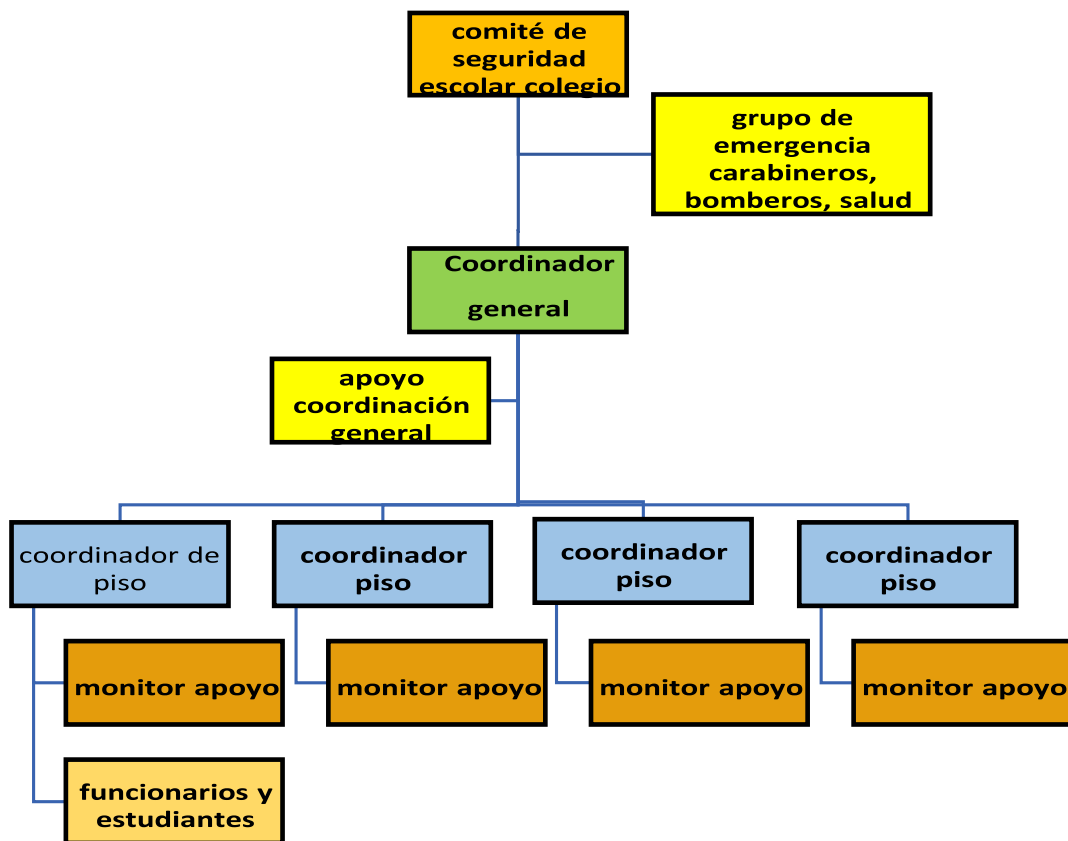 comité de
seguridad
escolar colegio
grupo de
emergencia
carabineros,
bomberos, salud
Coordinador
general
apoyo
coordinación
general
coordinador de
piso
coordinador
piso
coordinador
piso
coordinador
piso
monitor apoyo
monitor apoyo
monitor apoyo
monitor apoyo
funcionarios y
estudiantes